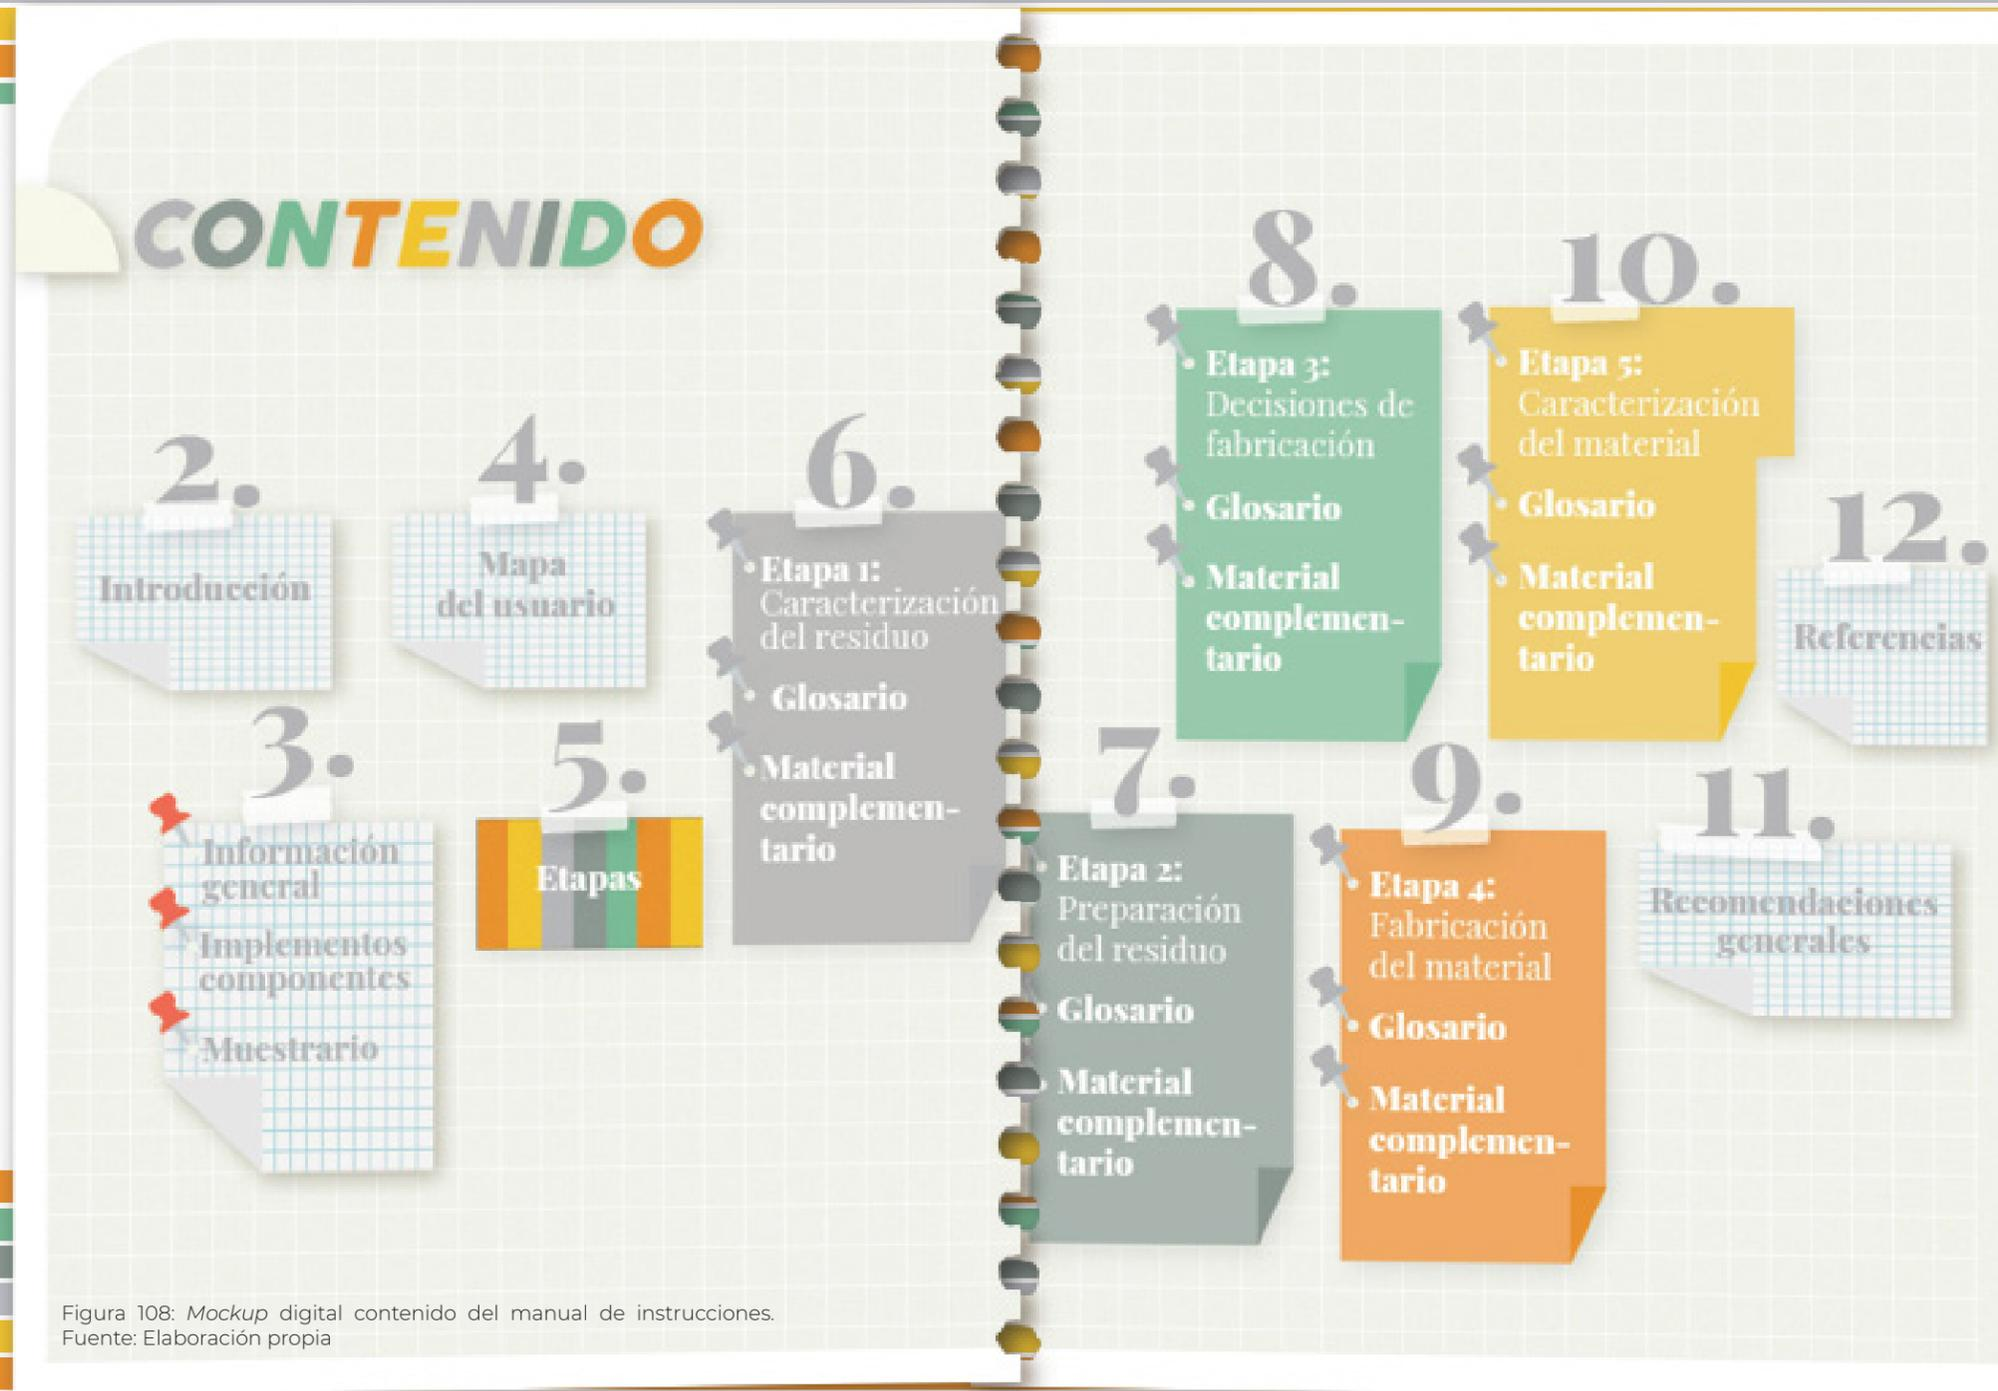 CONTENIDO
2.
Introducción
3.
Información
general
Implementos
componentes
Muestrario
4.
Mapa
del usuario
5.
Etapas
6.
Etapa 1:
Caracterización
del residuo
Glosario
Material
complemen-
tario
7.
Etapa 2:
Preparación
del residuo
Glosario
Material
complemen-
tario
8.
Etapa 3:
Decisiones de
fabricación
Glosario
Material
complemen-
tario
9.
Etapa 4:
Fabricación
del material
Glosario
Material
complemen-
tario
10.
Etapa 5:
Caracterización
del material
Glosario
Material
complemen-
tario
11.
Recomendaciones
generales
12.
Referencias
Figura 108: Mockup digital contenido del manual de instrucciones.
Fuente: Elaboración propia